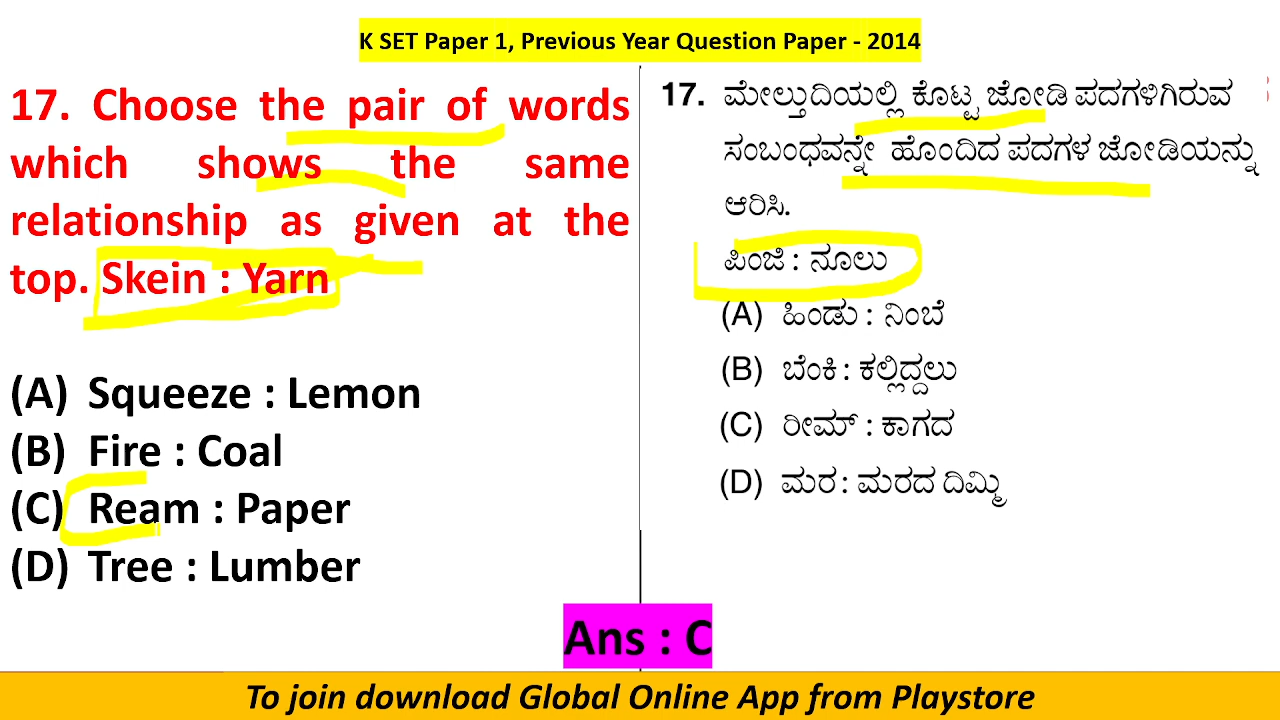 K SET Paper 1, Previous Year Question Paper - 2014
17. Choose the pair of words
which shows the same
relationship as given at the
top. Skein : Yarn
(A) Squeeze : Lemon
(B) Fire : Coal
(C) Ream : Paper
(D) Tree : Lumber
17. ಮೇಲ್ತುದಿಯಲ್ಲಿ ಕೊಟ್ಟ ಜೋಡಿ ಪದಗಳಿಗಿರುವ
ಸಂಬಂಧವನ್ನೇ ಹೊಂದಿದ ಪದಗಳ ಜೋಡಿಯನ್ನು
ಆರಿಸಿ.
ಪಿಂಜಿ : ನೂಲು
(A) ಹಿಂಡು : ನಿಂಬೆ
(B) ಬೆಂಕಿ : ಕಲ್ಲಿದ್ದಲು
(C) ರೀಮ್ : ಕಾಗದ
(D) ಮರ : ಮರದ ದಿಮ್ಮಿ
Ans : C
To join download Global Online App from Playstore